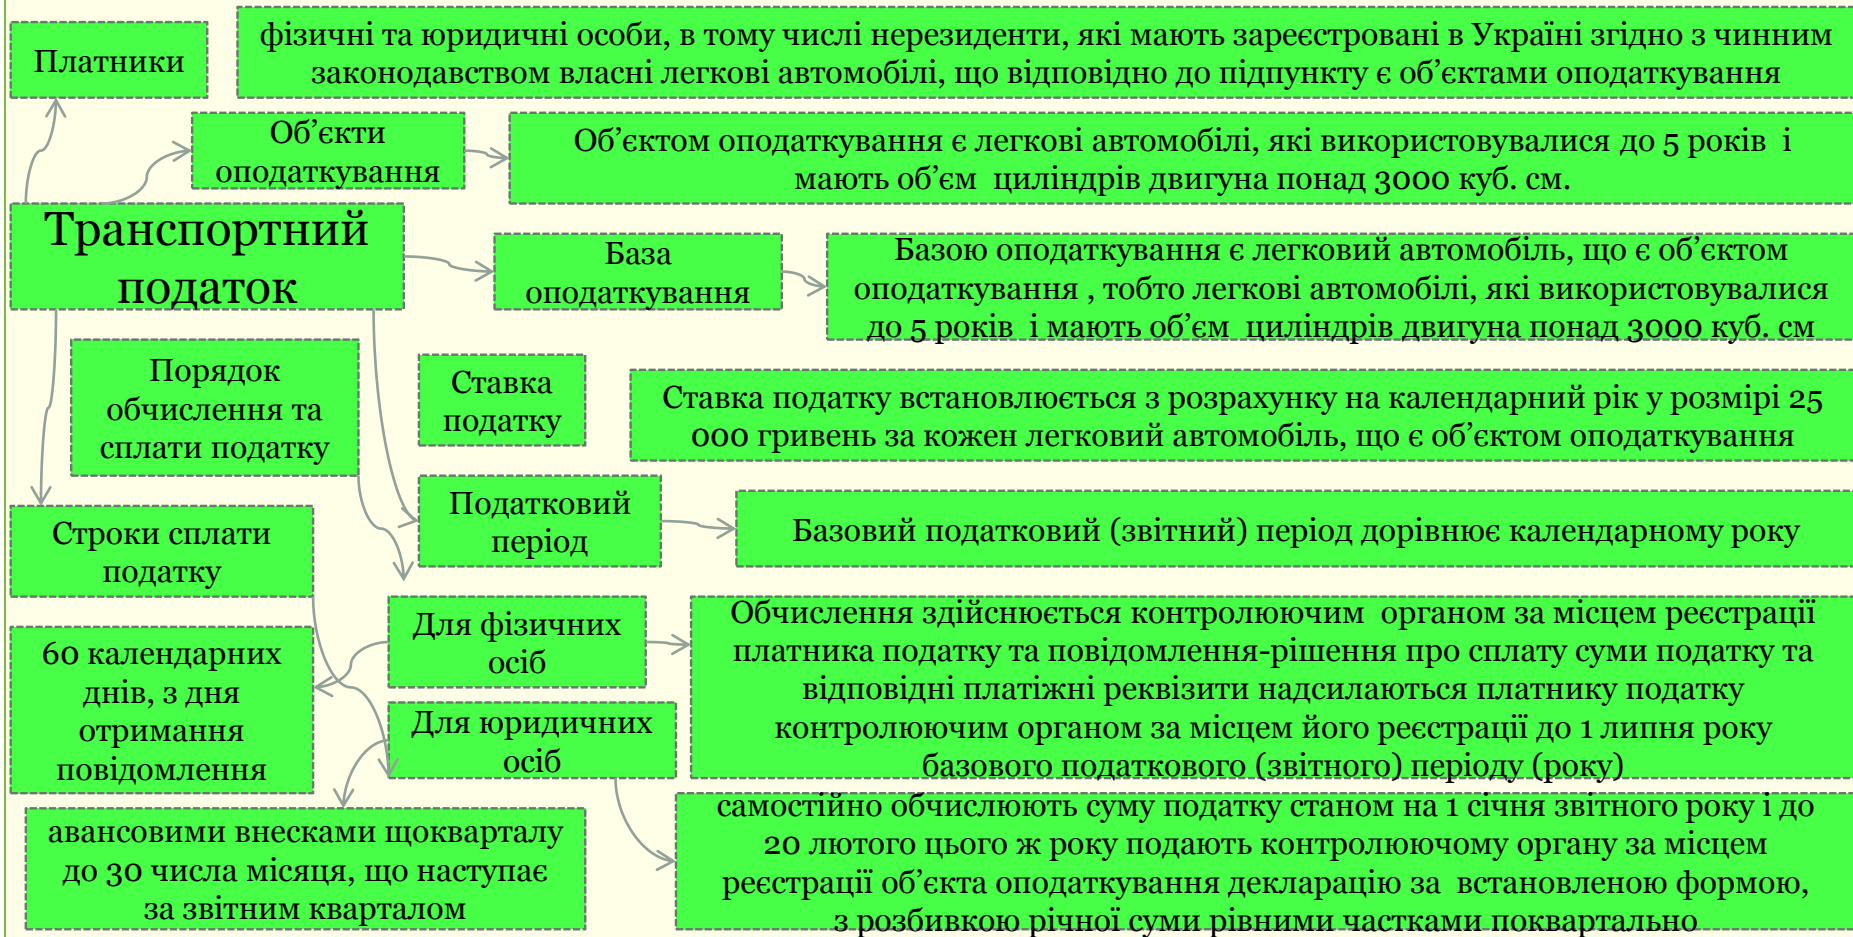 Платники
фізичні та юридичні особи, в тому числі нерезиденти, які мають зареєстровані в Україні згідно з чинним
законодавством власні легкові автомобілі, що відповідно до підпункту є об’єктами оподаткування
Об’єкти
оподаткування
Об’єктом оподаткування є легкові автомобілі, які використовувалися до 5 років і
мають об’єм циліндрів двигуна понад 3000 куб. см.
Транспортний
податок
База
оподаткування
Базою оподаткування є легковий автомобіль, що є об’єктом
оподаткування , тобто легкові автомобілі, які використовувалися
до 5 років і мають об’єм циліндрів двигуна понад 3000 куб. см
Порядок
обчислення та
сплати податку
Ставка
податку
Ставка податку встановлюється з розрахунку на календарний рік у розмірі 25
000 гривень за кожен легковий автомобіль, що є об’єктом оподаткування
Податковий
період
Базовий податковий (звітний) період дорівнює календарному року
Строки сплати
податку
Для фізичних
осіб
Обчислення здійснюється контролюючим органом за місцем реєстрації
платника податку та повідомлення-рішення про сплату суми податку та
відповідні платіжні реквізити надсилаються платнику податку
контролюючим органом за місцем його реєстрації до 1 липня року
базового податкового (звітного) періоду (року)
60 календарних
днів, з дня
отримання
повідомлення
Для юридичних
осіб
авансовими внесками щокварталу
до 30 числа місяця, що наступає
за звітним кварталом
самостійно обчислюють суму податку станом на 1 січня звітного року і до
20 лютого цього ж року подають контролюючому органу за місцем
реєстрації об’єкта оподаткування декларацію за встановленою формою,
з розбивкою річної суми рівними частками поквартально